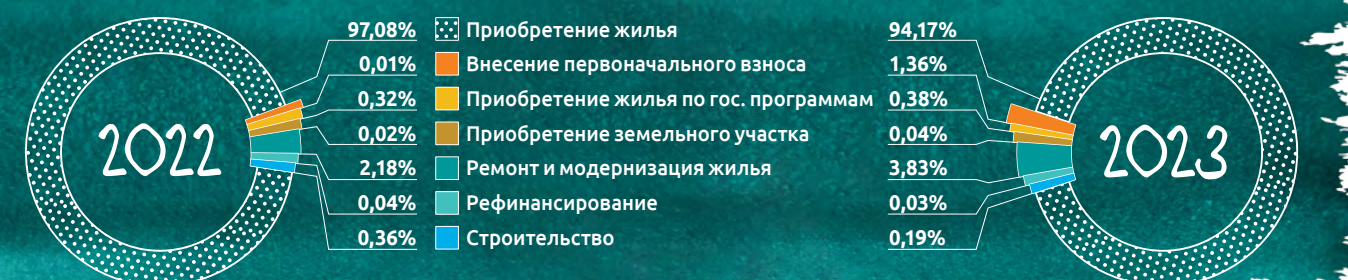 97,08% Приобретение жилья 94,17%
0,01% Внесение первоначального взноса 1,36%
0,32% Приобретение жилья по гос. программам 0,38%
0,02% Приобретение земельного участка 0,04%
2,18% Ремонт и модернизация жилья 3,83%
0,04% Рефинансирование 0,03%
0,36% Строительство 0,19%
2022
2023